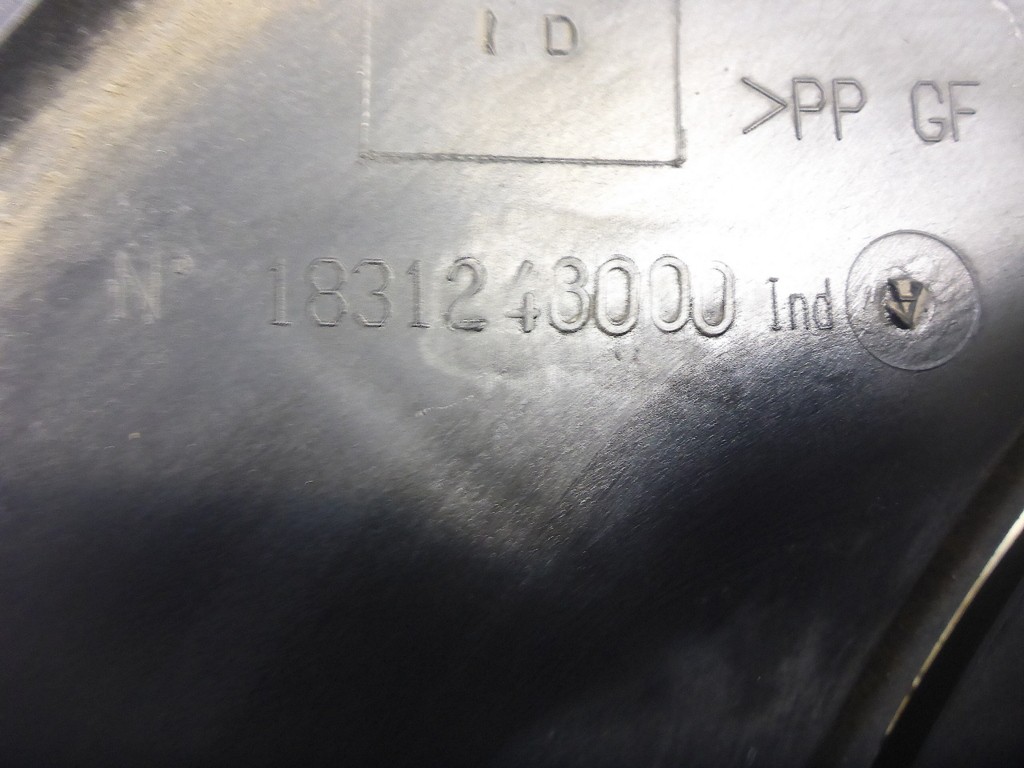 I D
>PP GF
N° 1831243000 Ind A